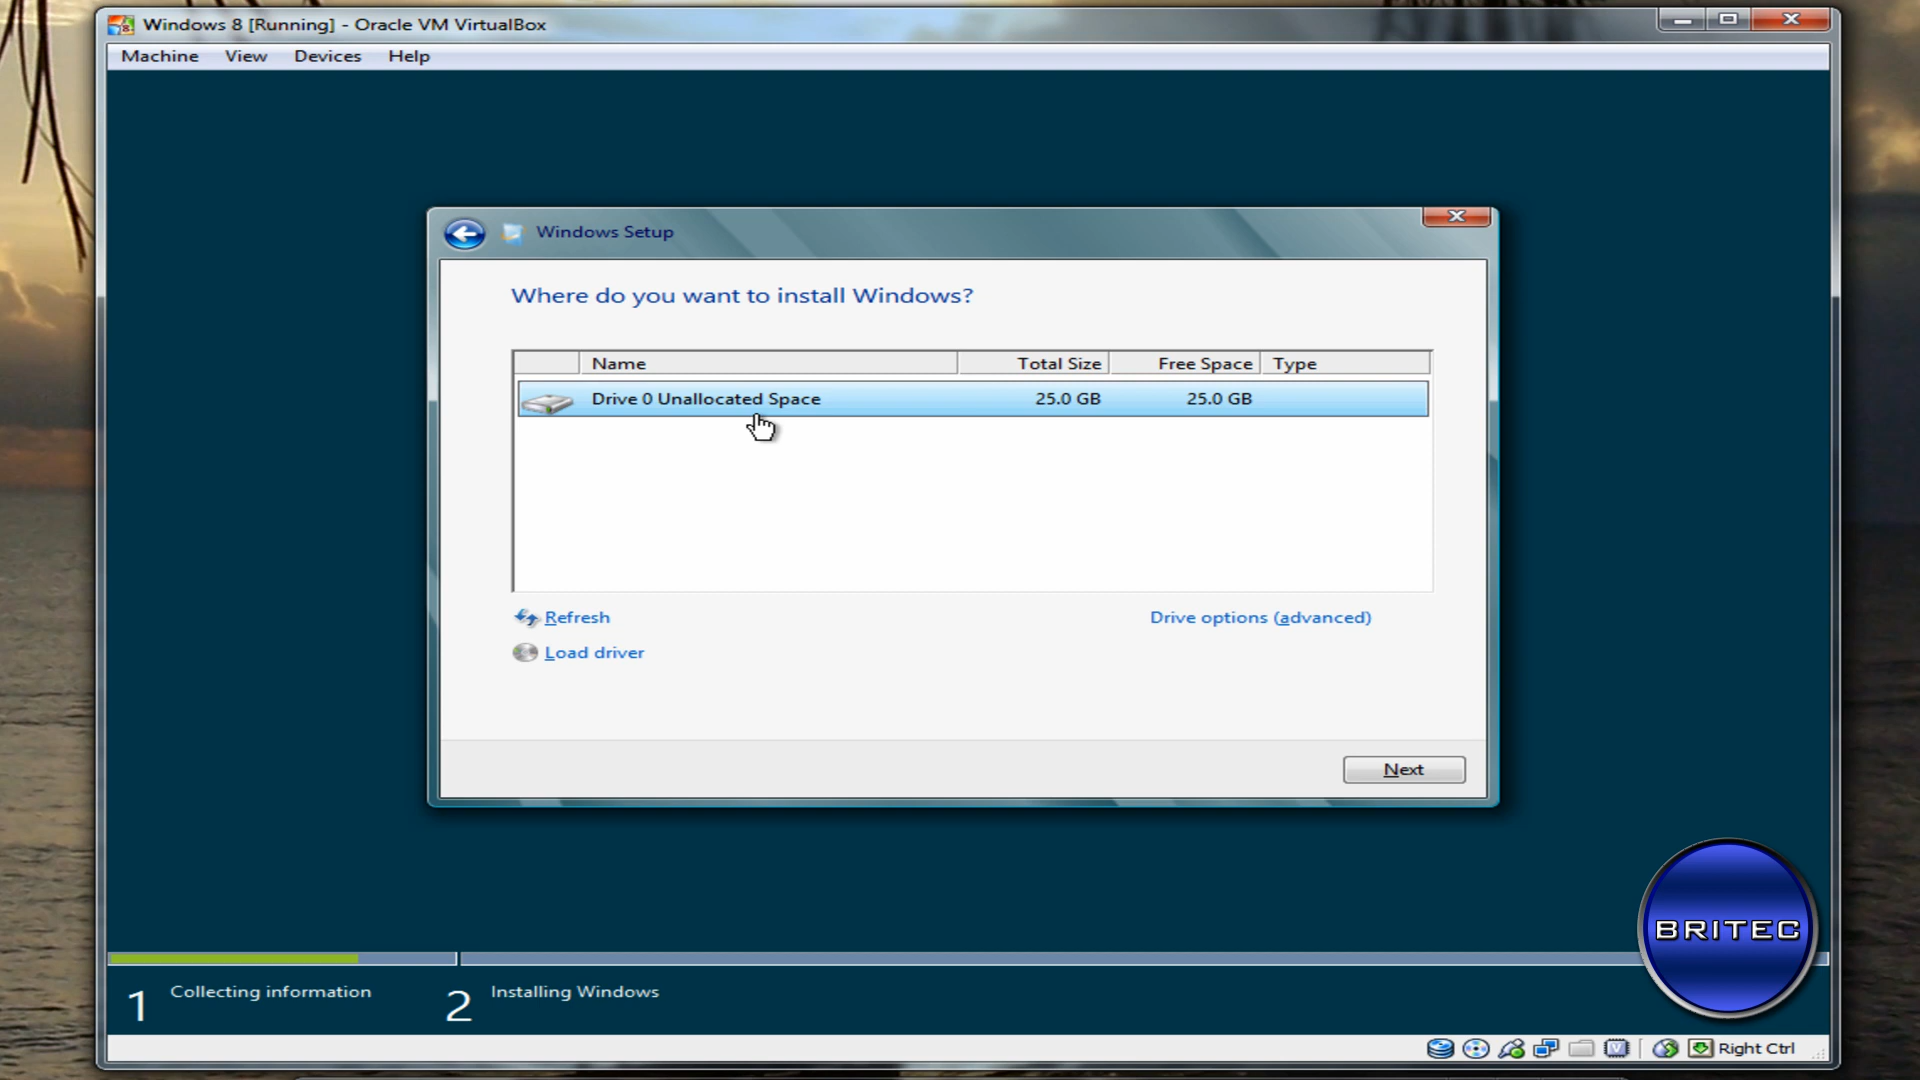 Windows 8 [Running] - Oracle VM VirtualBox
Machine View Devices Help
Windows Setup
Where do you want to install Windows?
Name Total Size Free Space Type
Drive 0 Unallocated Space 25.0 GB 25.0 GB
Refresh Drive options (advanced)
Load driver
Next
BRITEC
1 Collecting information 2 Installing Windows
Right Ctrl